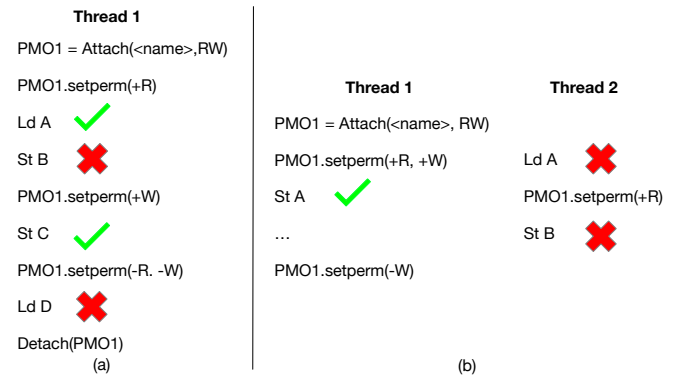 Thread 1
PMO1 = Attach(<name>,RW)
PMO1.setperm(+R)
Ld A
St B
PMO1.setperm(+W)
St C
PMO1.setperm(-R. -W)
Ld D
Detach(PMO1)
(a)
Thread 1
PMO1 = Attach(<name>, RW)
PMO1.setperm(+R, +W)
St A
…
PMO1.setperm(-W)
Thread 2
Ld A
PMO1.setperm(+R)
St B
(b)